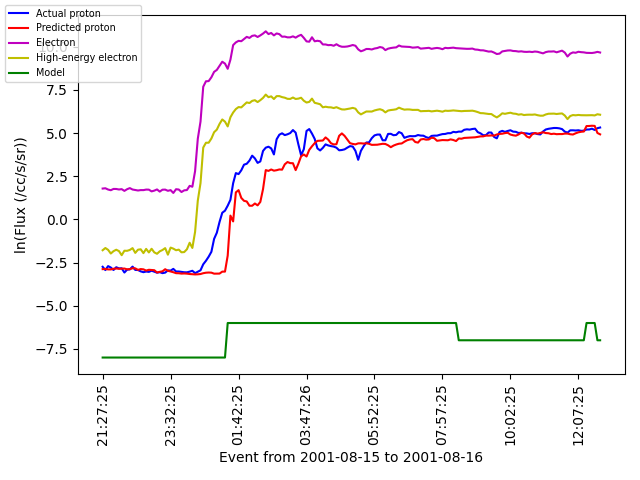 Actual proton
Predicted proton
Electron
High-energy electron
Model
10.0
7.5
5.0
2.5
0.0
−2.5
−5.0
−7.5
ln(Flux (/cc/s/sr))
21:27:25
23:32:25
01:42:25
03:47:26
05:52:25
07:57:25
10:02:25
12:07:25
Event from 2001-08-15 to 2001-08-16